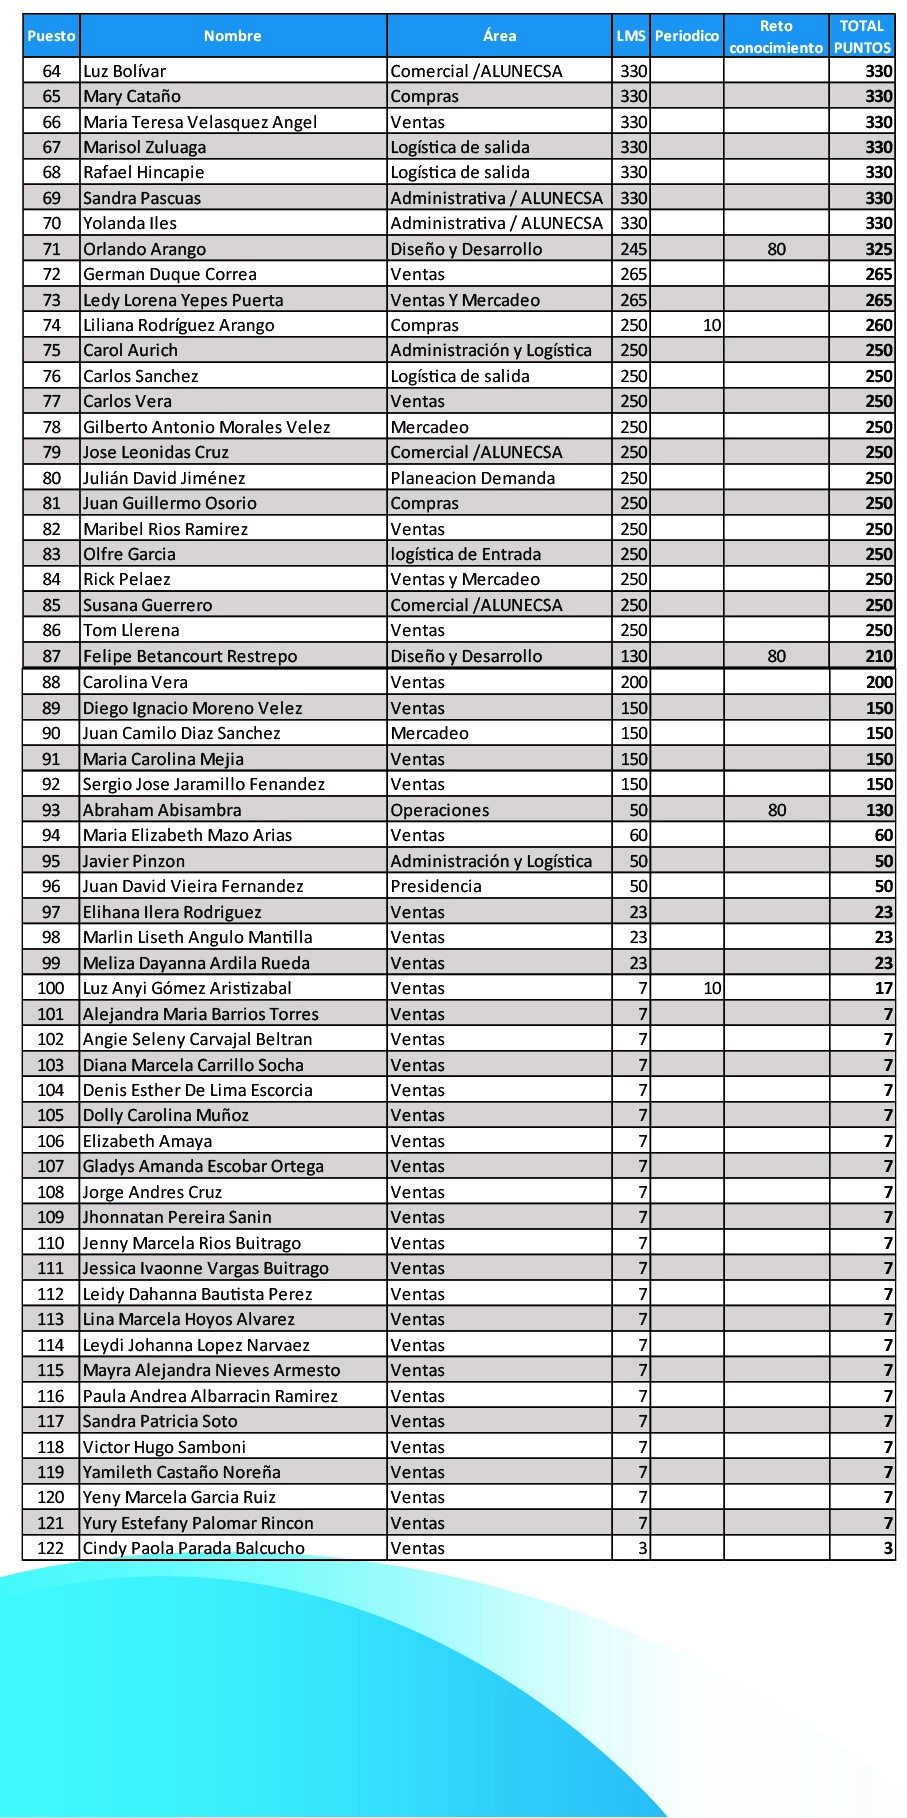 Puesto Nombre Área LMS Periodico Reto conocimiento TOTAL PUNTOS
64 Luz Bolívar Comercial /ALUNECSA 330 330
65 Mary Cataño Compras 330 330
66 Maria Teresa Velasquez Angel Ventas 330 330
67 Marisol Zuluaga Logística de salida 330 330
68 Rafael Hincapie Logística de salida 330 330
69 Sandra Pascuas Administrativa / ALUNECSA 330 330
70 Yolanda Iles Administrativa / ALUNECSA 330 330
71 Orlando Arango Diseño y Desarrollo 245 80 325
72 German Duque Correa Ventas 265 265
73 Ledy Lorena Yepes Puerta Ventas Y Mercadeo 265 265
74 Liliana Rodríguez Arango Compras 250 10 260
75 Carol Aurich Administración y Logística 250 250
76 Carlos Sanchez Logística de salida 250 250
77 Carlos Vera Ventas 250 250
78 Gilberto Antonio Morales Velez Mercadeo 250 250
79 Jose Leonidas Cruz Comercial /ALUNECSA 250 250
80 Julián David Jiménez Planeacion Demanda 250 250
81 Juan Guillermo Osorio Compras 250 250
82 Maribel Rios Ramirez Ventas 250 250
83 Olfre Garcia logística de Entrada 250 250
84 Rick Pelaez Ventas y Mercadeo 250 250
85 Susana Guerrero Comercial /ALUNECSA 250 250
86 Tom Llerena Ventas 250 250
87 Felipe Betancourt Restrepo Diseño y Desarrollo 130 80 210
88 Carolina Vera Ventas 200 200
89 Diego Ignacio Moreno Velez Ventas 150 150
90 Juan Camilo Diaz Sanchez Mercadeo 150 150
91 Maria Carolina Mejia Ventas 150 150
92 Sergio Jose Jaramillo Fenandez Ventas 150 150
93 Abraham Abisambra Operaciones 50 80 130
94 Maria Elizabeth Mazo Arias Ventas 60 60
95 Javier Pinzon Administración y Logística 50 50
96 Juan David Vieira Fernandez Presidencia 50 50
97 Elihana Ilera Rodriguez Ventas 23 23
98 Marlin Liseth Angulo Mantilla Ventas 23 23
99 Meliza Dayanna Ardila Rueda Ventas 23 23
100 Luz Anyi Gómez Aristizabal Ventas 7 10 17
101 Alejandra Maria Barrios Torres Ventas 7 7
102 Angie Seleny Carvajal Beltran Ventas 7 7
103 Diana Marcela Carrillo Socha Ventas 7 7
104 Denis Esther De Lima Escorcia Ventas 7 7
105 Dolly Carolina Muñoz Ventas 7 7
106 Elizabeth Amaya Ventas 7 7
107 Gladys Amanda Escobar Ortega Ventas 7 7
108 Jorge Andres Cruz Ventas 7 7
109 Jhonnatan Pereira Sanin Ventas 7 7
110 Jenny Marcela Rios Buitrago Ventas 7 7
111 Jessica Ivaonne Vargas Buitrago Ventas 7 7
112 Leidy Dahanna Bautista Perez Ventas 7 7
113 Lina Marcela Hoyos Alvarez Ventas 7 7
114 Leydi Johanna Lopez Narvaez Ventas 7 7
115 Mayra Alejandra Nieves Armesto Ventas 7 7
116 Paula Andrea Albarracin Ramirez Ventas 7 7
117 Sandra Patricia Soto Ventas 7 7
118 Victor Hugo Samboni Ventas 7 7
119 Yamileth Castaño Noreña Ventas 7 7
120 Yeny Marcela Garcia Ruiz Ventas 7 7
121 Yury Estefany Palomar Rincon Ventas 7 7
122 Cindy Paola Parada Balcucho Ventas 3 3